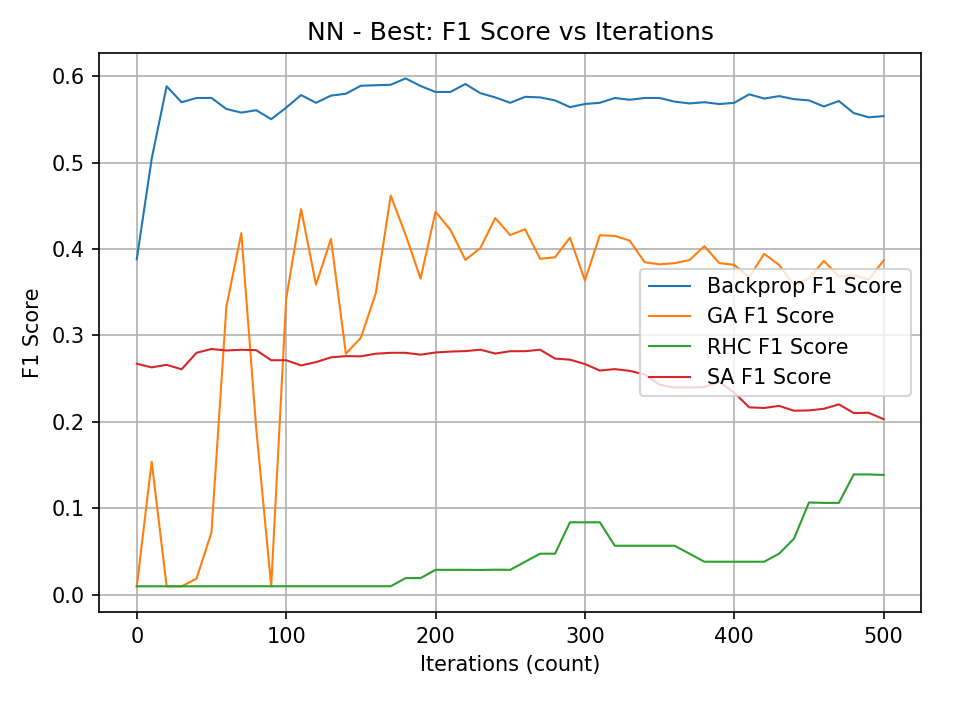 NN - Best: F1 Score vs Iterations
0.6
0.5
0.4
0.3
0.2
0.1
0.0
F1 Score
Backprop F1 Score
GA F1 Score
RHC F1 Score
SA F1 Score
0 100 200 300 400 500
Iterations (count)